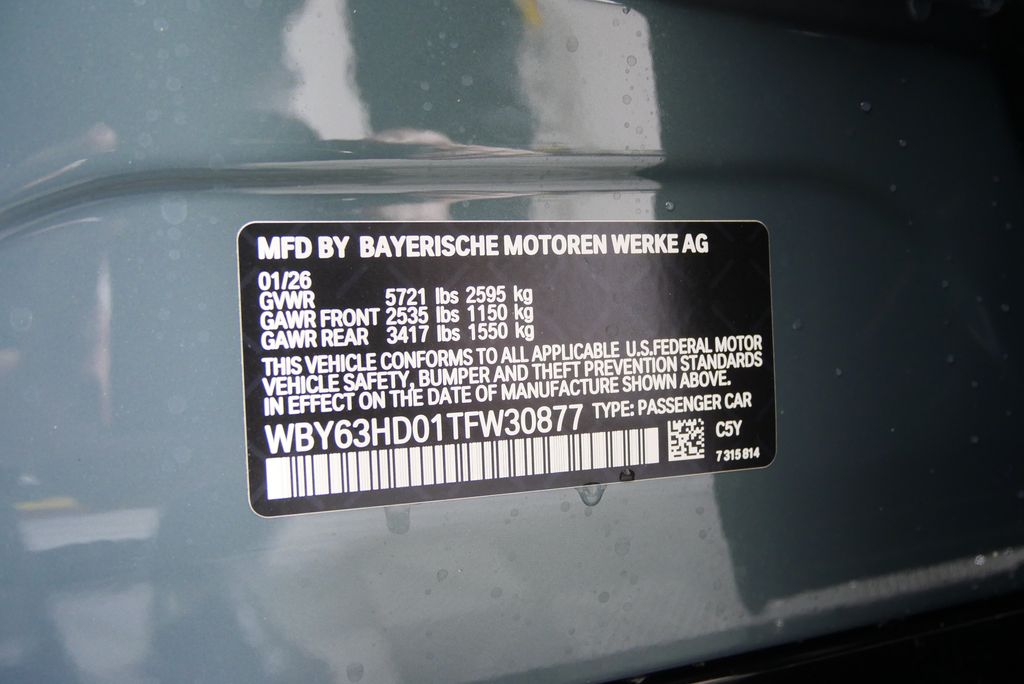 MFD BY BAYERISCHE MOTOREN WERKE AG
01/26
GVWR 5721 lbs 2595 kg
GAWR FRONT 2535 lbs 1150 kg
GAWR REAR 3417 lbs 1550 kg
THIS VEHICLE CONFORMS TO ALL APPLICABLE U.S.FEDERAL MOTOR
VEHICLE SAFETY, BUMPER AND THEFT PREVENTION STANDARDS
IN EFFECT ON THE DATE OF MANUFACTURE SHOWN ABOVE.
WBY63HD01TFW30877 TYPE: PASSENGER CAR
C5Y
7 315 814